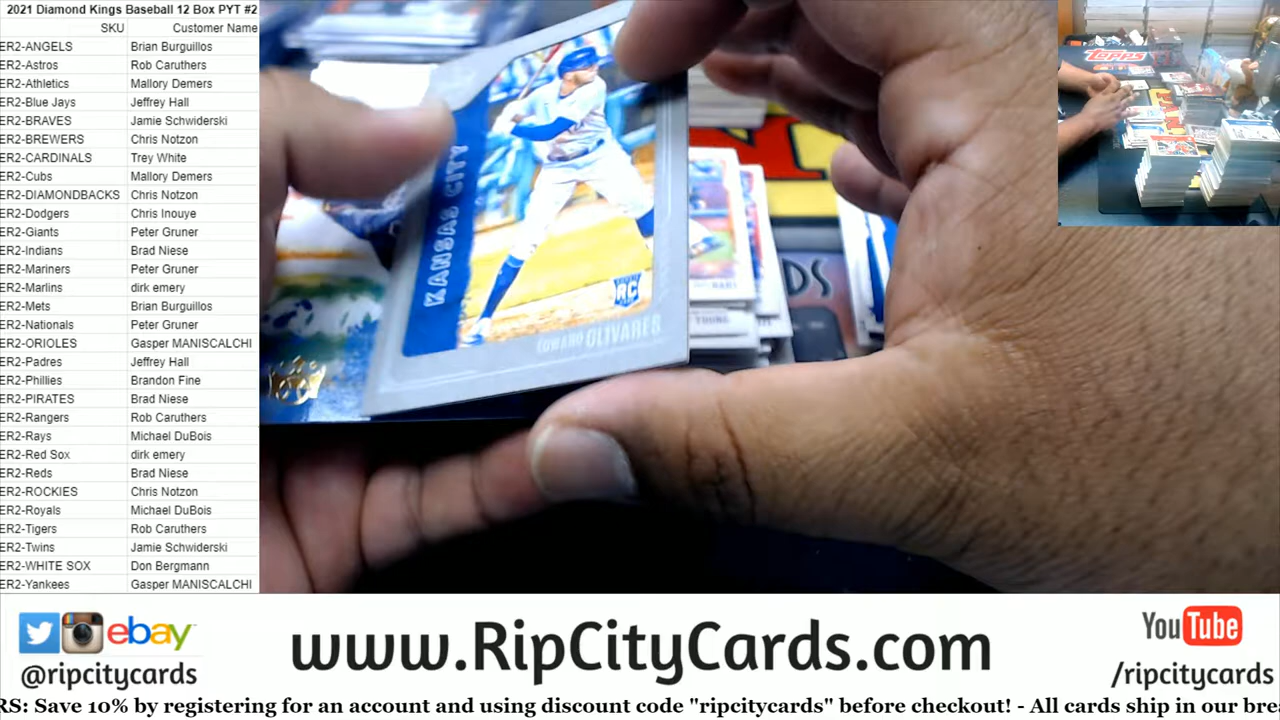 2021 Diamond Kings Baseball 12 Box PYT #2
SKU Customer Name
ER2-ANGELS Brian Burguillos
ER2-Astros Rob Caruthers
ER2-Athletics Mallory Demers
ER2-Blue Jays Jeffrey Hall
ER2-BRAVES Jamie Schwiderski
ER2-BREWERS Chris Notzon
ER2-CARDINALS Trey White
ER2-Cubs Mallory Demers
ER2-DIAMONDBACKS Chris Notzon
ER2-Dodgers Chris Inouye
ER2-Giants Peter Gruner
ER2-Indians Brad Niese
ER2-Mariners Peter Gruner
ER2-Marlins dirk emery
ER2-Mets Brian Burguillos
ER2-Nationals Peter Gruner
ER2-ORIOLES Gasper MANISCALCHI
ER2-Padres Jeffrey Hall
ER2-Phillies Brandon Fine
ER2-PIRATES Brad Niese
ER2-Rangers Rob Caruthers
ER2-Rays Michael DuBois
ER2-Red Sox dirk emery
ER2-Reds Brad Niese
ER2-ROCKIES Chris Notzon
ER2-Royals Michael DuBois
ER2-Tigers Rob Caruthers
ER2-Twins Jamie Schwiderski
ER2-WHITE SOX Don Bergmann
ER2-Yankees Gasper MANISCALCHI
KANSAS CITY
RC
EDWARD OLIVARES
YOUNG
DS
Topps
ebay
@ripcitycards
www.RipCityCards.com
YouTube
/ripcitycards
RS: Save 10% by registering for an account and using discount code "ripcitycards" before checkout! - All cards ship in our brea